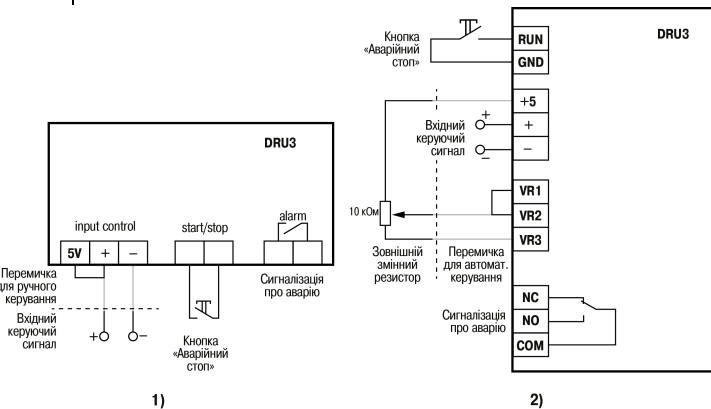 DRU3
input control
start/stop
alarm
5V
+
−
Перемичка
для ручного
керування
Вхідний
керуючий
сигнал
+
−
Кнопка
«Аварійний
стоп»
Сигналізація
про аварію
1)
Кнопка
«Аварійний
стоп»
RUN
GND
DRU3
+5
+
−
Вхідний
керуючий
сигнал
+
−
10 кОм
VR1
VR2
VR3
Зовнішній
змінний
резистор
Перемичка
для автомат.
керування
Сигналізація
про аварію
NC
NO
COM
2)